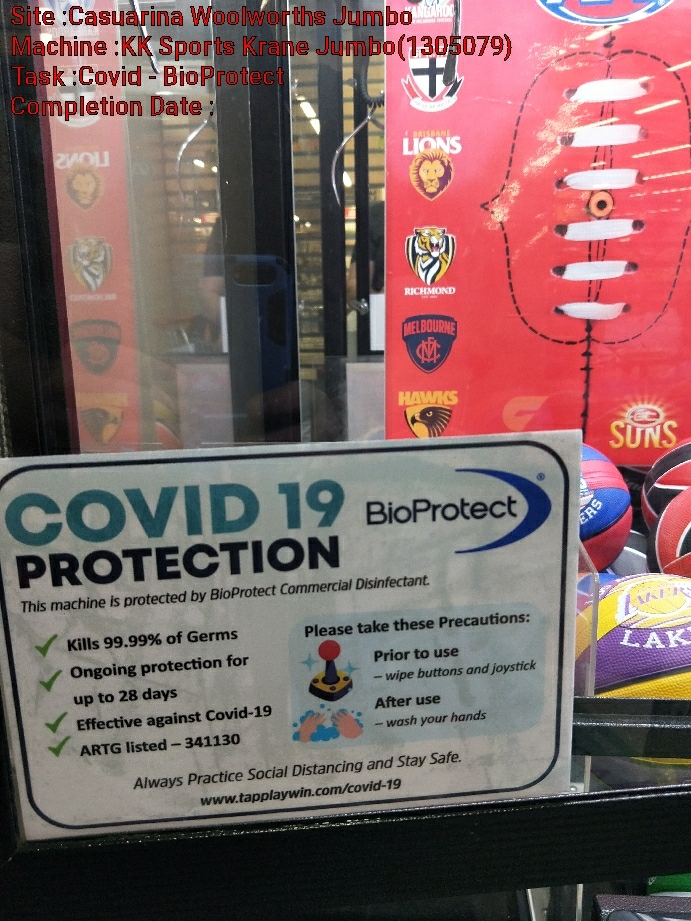 Site :Casuarina Woolworths Jumbo
Machine :KK Sports Krane Jumbo(1305079)
Task :Covid - BioProtect
Completion Date :
KANGAROOS
BRISBANE
LIONS
LIONS
RICHMOND
MELBOURNE
HAWKS
SUNS
LAKERS
LAK
COVID 19
PROTECTION
BioProtect®
This machine is protected by BioProtect Commercial Disinfectant.
Kills 99.99% of Germs
Ongoing protection for
up to 28 days
Effective against Covid-19
ARTG listed – 341130
Please take these Precautions:
Prior to use
– wipe buttons and joystick
After use
– wash your hands
Always Practice Social Distancing and Stay Safe.
www.tapplaywin.com/covid-19